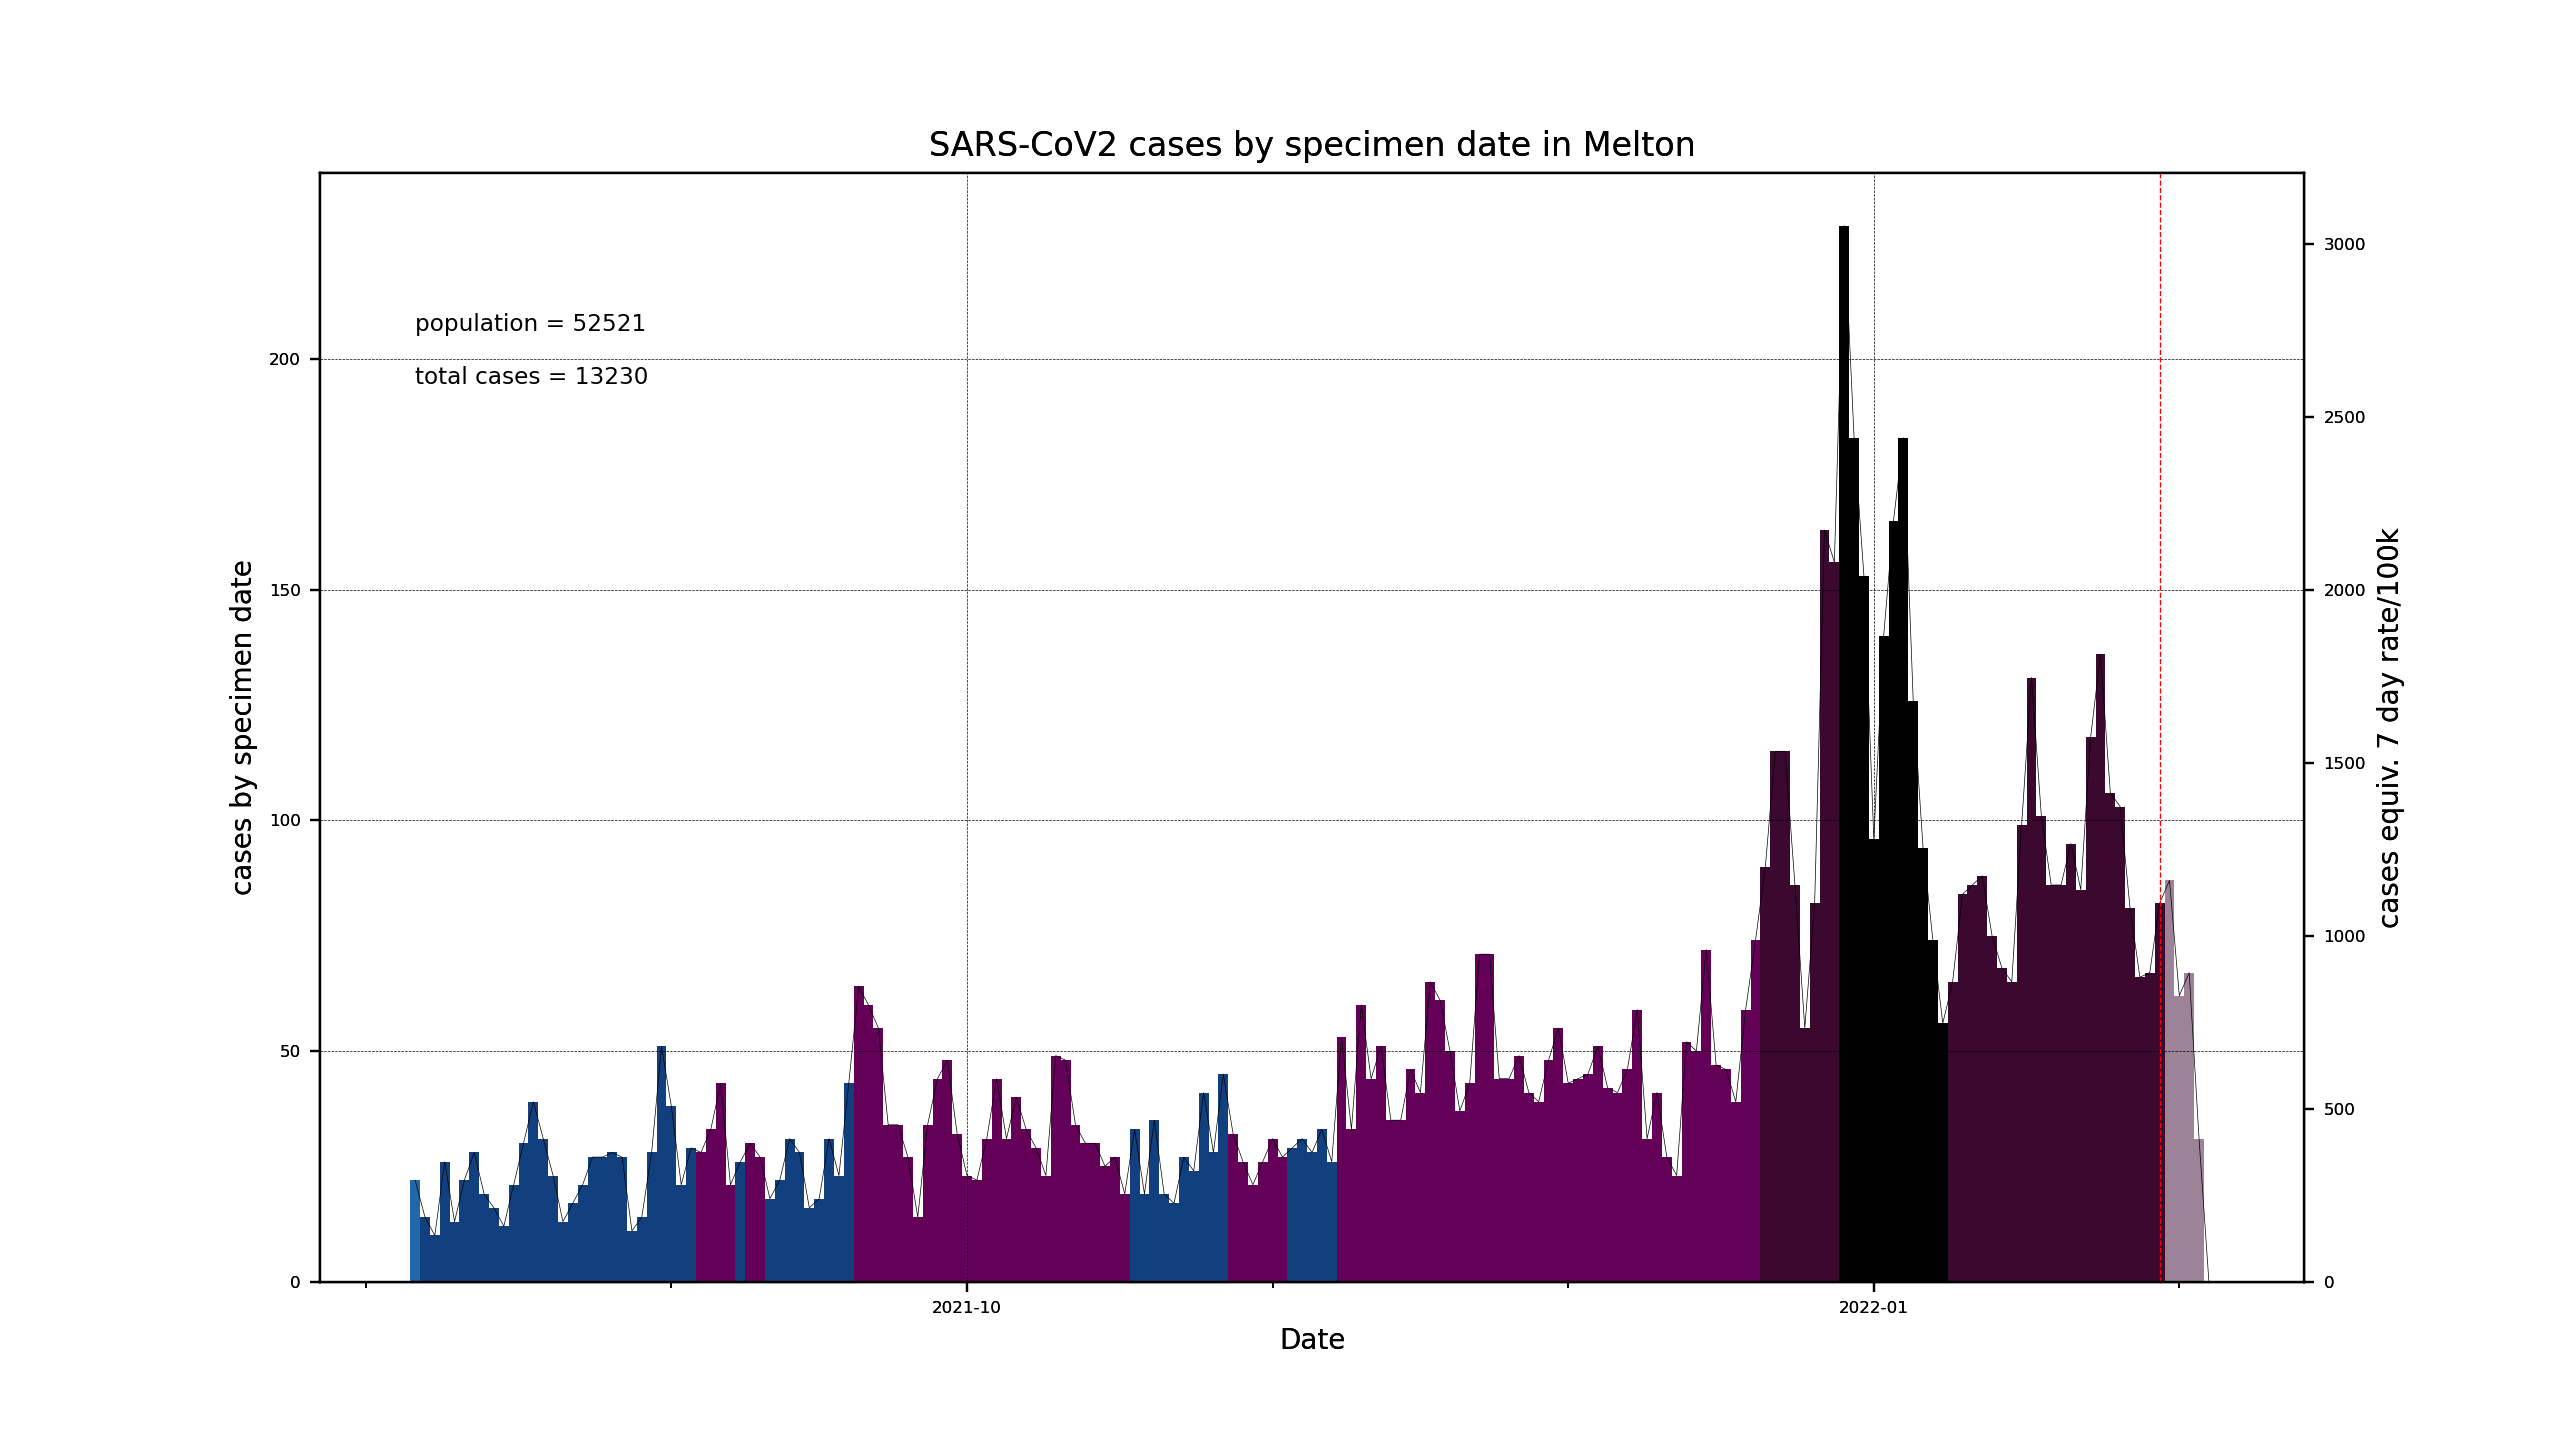 SARS-CoV2 cases by specimen date in Melton
population = 52521
total cases = 13230
cases by specimen date
200
150
100
50
0
3000
2500
2000
1500
1000
500
0
cases equiv. 7 day rate/100k
2021-10
2022-01
Date